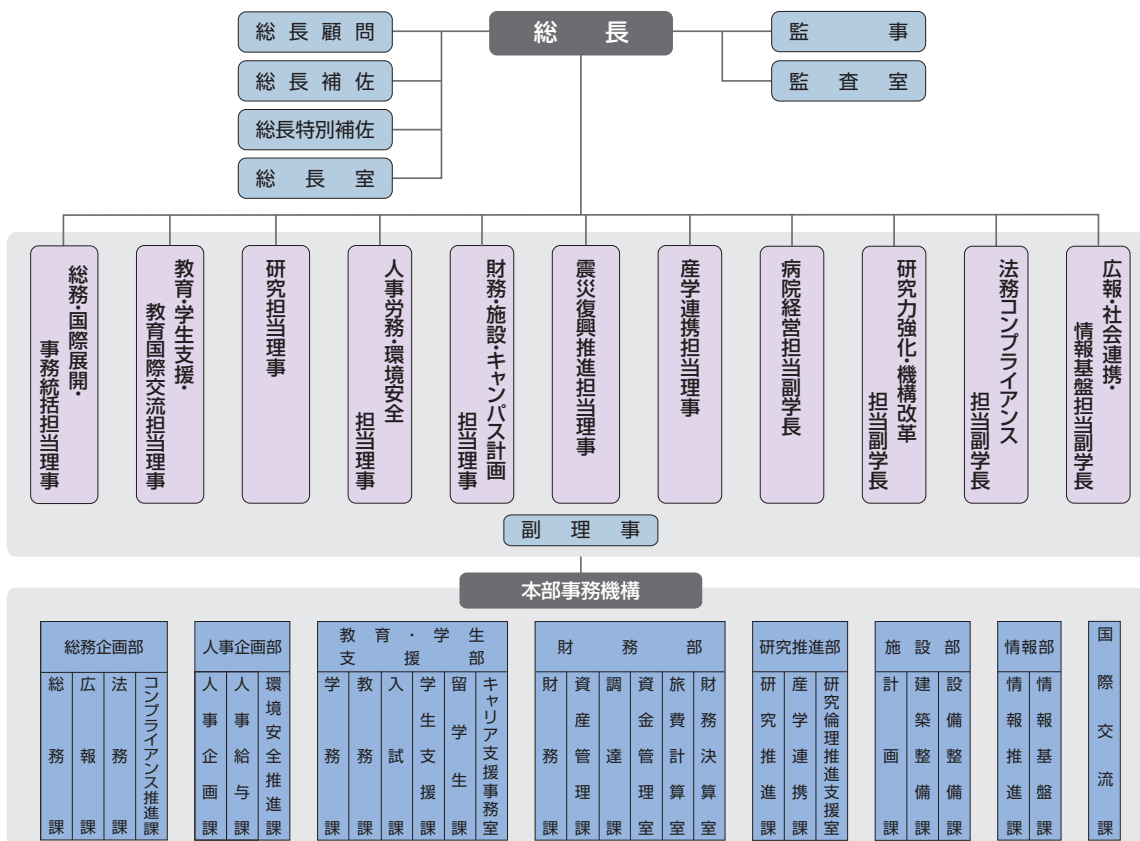 総長
総長顧問
総長補佐
総長特別補佐
総長室
監事
監査室
総務・国際展開・
事務統括担当理事
教育・学生支援・
教育国際交流担当理事
研究担当理事
人事労務・環境安全
担当理事
財務・施設・キャンパス計画
担当理事
震災復興推進担当理事
産学連携担当理事
病院経営担当副学長
研究力強化・機構改革
担当副学長
法務コンプライアンス
担当副学長
広報・社会連携・
情報基盤担当副学長
副理事
本部事務機構
総務企画部
総務課
広報課
法務課
コンプライアンス推進課
人事企画部
人事企画課
人事給与課
環境安全推進課
教育・学生
支援部
学務課
教務課
入試課
学生支援課
留学生課
キャリア支援事務室
財務部
財務課
資産管理課
調達課
資金管理室
旅費計算室
財務決算室
研究推進部
研究推進課
産学連携課
研究倫理推進支援室
施設部
計画課
建築整備課
設備整備課
情報部
情報推進課
情報基盤課
国際交流課